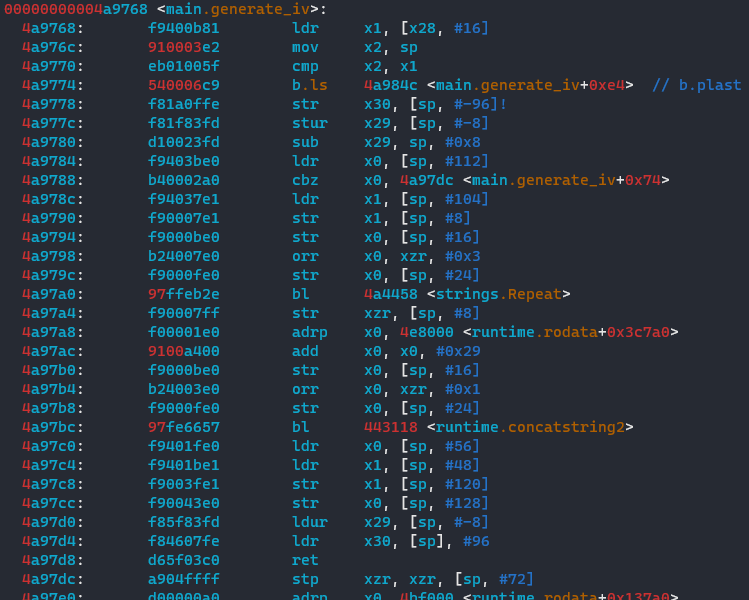 00000000004a9768 <main.generate_iv>:
4a9768: f9400b81 ldr x1, [x28, #16]
4a976c: 910003e2 mov x2, sp
4a9770: eb01005f cmp x2, x1
4a9774: 540006c9 b.ls 4a984c <main.generate_iv+0xe4> // b.plast
4a9778: f81a0ffe str x30, [sp, #-96]!
4a977c: f81f83fd stur x29, [sp, #-8]
4a9780: d10023fd sub x29, sp, #0x8
4a9784: f9403be0 ldr x0, [sp, #112]
4a9788: b40002a0 cbz x0, 4a97dc <main.generate_iv+0x74>
4a978c: f94037e1 ldr x1, [sp, #104]
4a9790: f90007e1 str x1, [sp, #8]
4a9794: f9000be0 str x0, [sp, #16]
4a9798: b24007e0 orr x0, xzr, #0x3
4a979c: f9000fe0 str x0, [sp, #24]
4a97a0: 97ffeb2e bl 4a4458 <strings.Repeat>
4a97a4: f90007ff str xzr, [sp, #8]
4a97a8: f00001e0 adrp x0, 4e8000 <runtime.rodata+0x3c7a0>
4a97ac: 9100a400 add x0, x0, #0x29
4a97b0: f9000be0 str x0, [sp, #16]
4a97b4: b24003e0 orr x0, xzr, #0x1
4a97b8: f9000fe0 str x0, [sp, #24]
4a97bc: 97fe6657 bl 443118 <runtime.concatstring2>
4a97c0: f9401fe0 ldr x0, [sp, #56]
4a97c4: f9401be1 ldr x1, [sp, #48]
4a97c8: f9003fe1 str x1, [sp, #120]
4a97cc: f90043e0 str x0, [sp, #128]
4a97d0: f85f83fd ldur x29, [sp, #-8]
4a97d4: f84607fe ldr x30, [sp], #96
4a97d8: d65f03c0 ret
4a97dc: a904ffff stp xzr, xzr, [sp, #72]
4a97e0: d00000a0 adrp x0, 4bf000 <runtime.rodata+0x137a0>